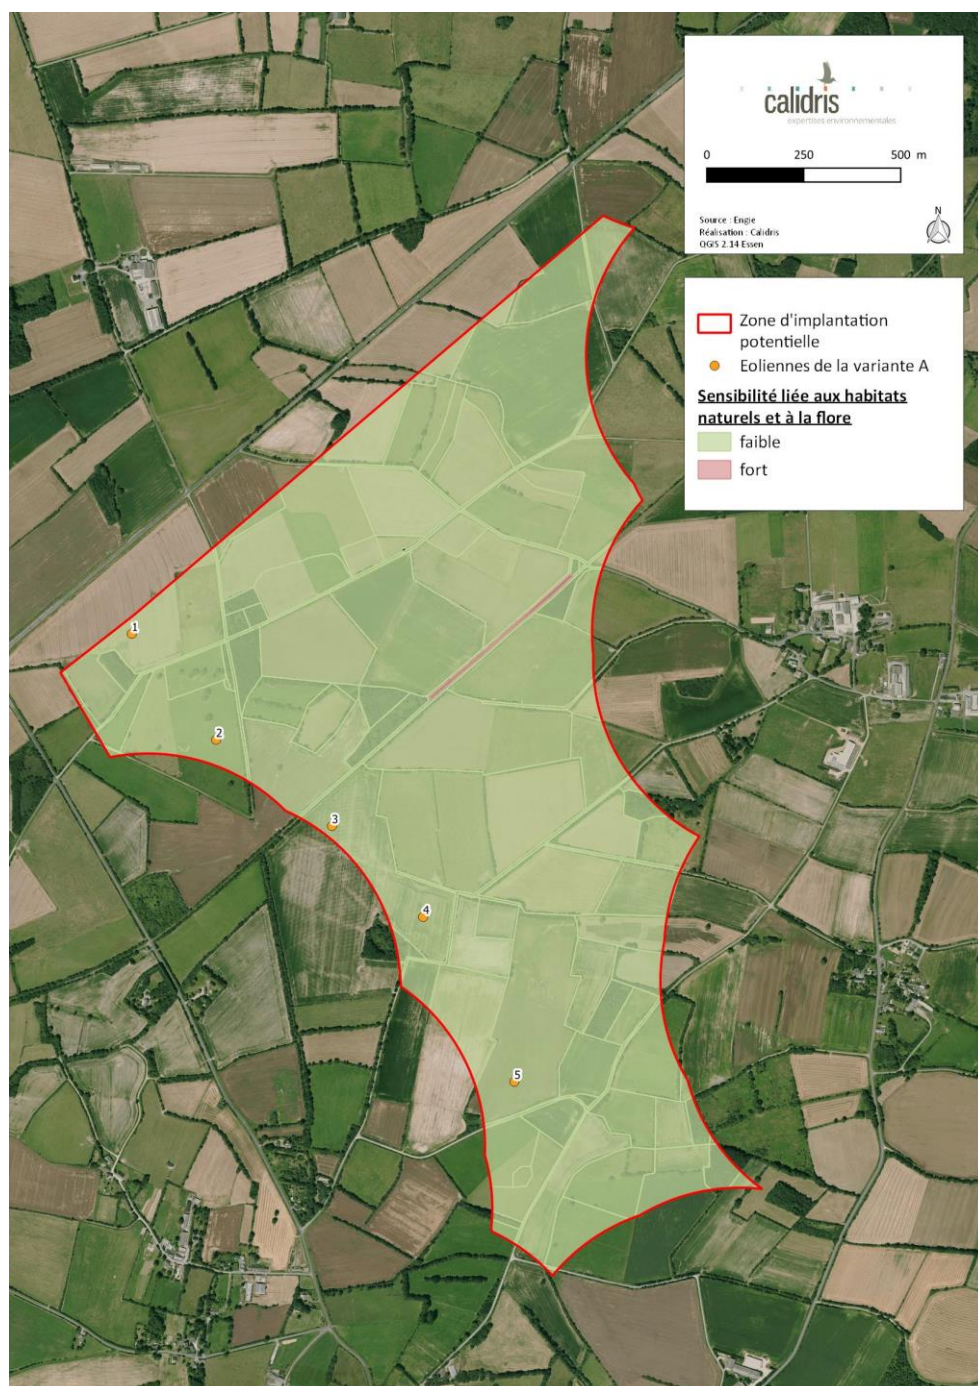 calidris
expertises environnementales
0 250 500 m
Source : Engie
Réalisation : Calidris
QGIS 2.14 Essen
N
Zone d'implantation
potentielle
Eoliennes de la variante A
Sensibilité liée aux habitats
naturels et à la flore
faible
fort
1
2
3
4
5